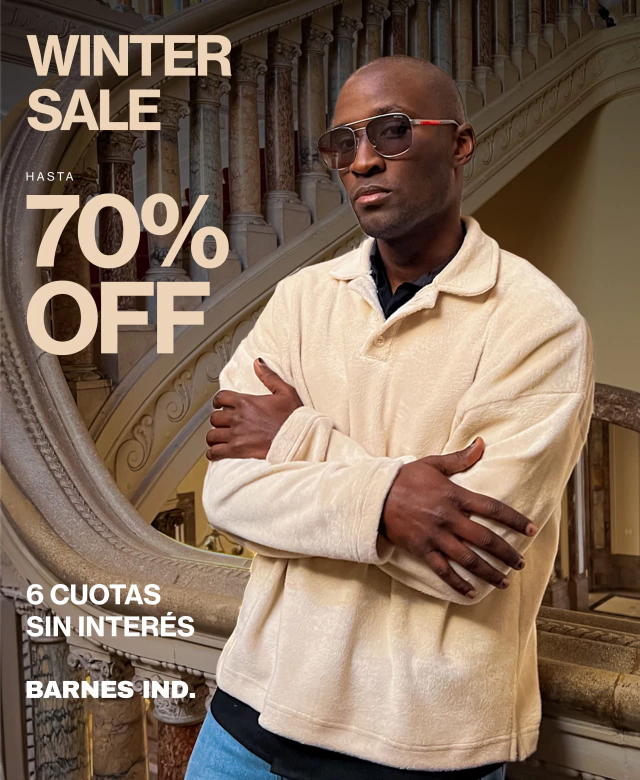 WINTER
SALE
HASTA
70%
OFF
6 CUOTAS
SIN INTERÉS
BARNES IND.